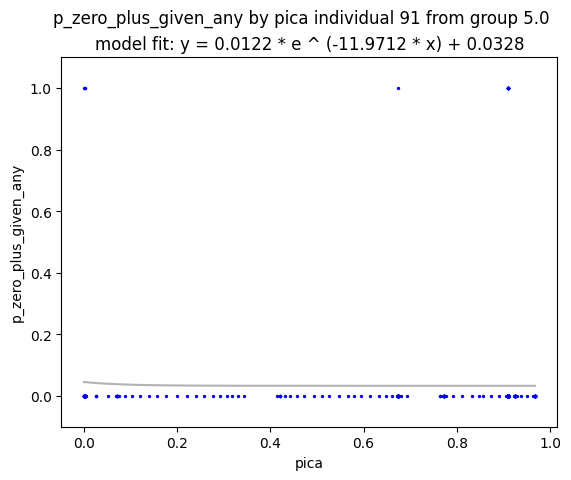 p_zero_plus_given_any by pica individual 91 from group 5.0
model fit: y = 0.0122 * e ^ (-11.9712 * x) + 0.0328
1.0
0.8
0.6
0.4
0.2
0.0
p_zero_plus_given_any
0.0 0.2 0.4 0.6 0.8 1.0
pica